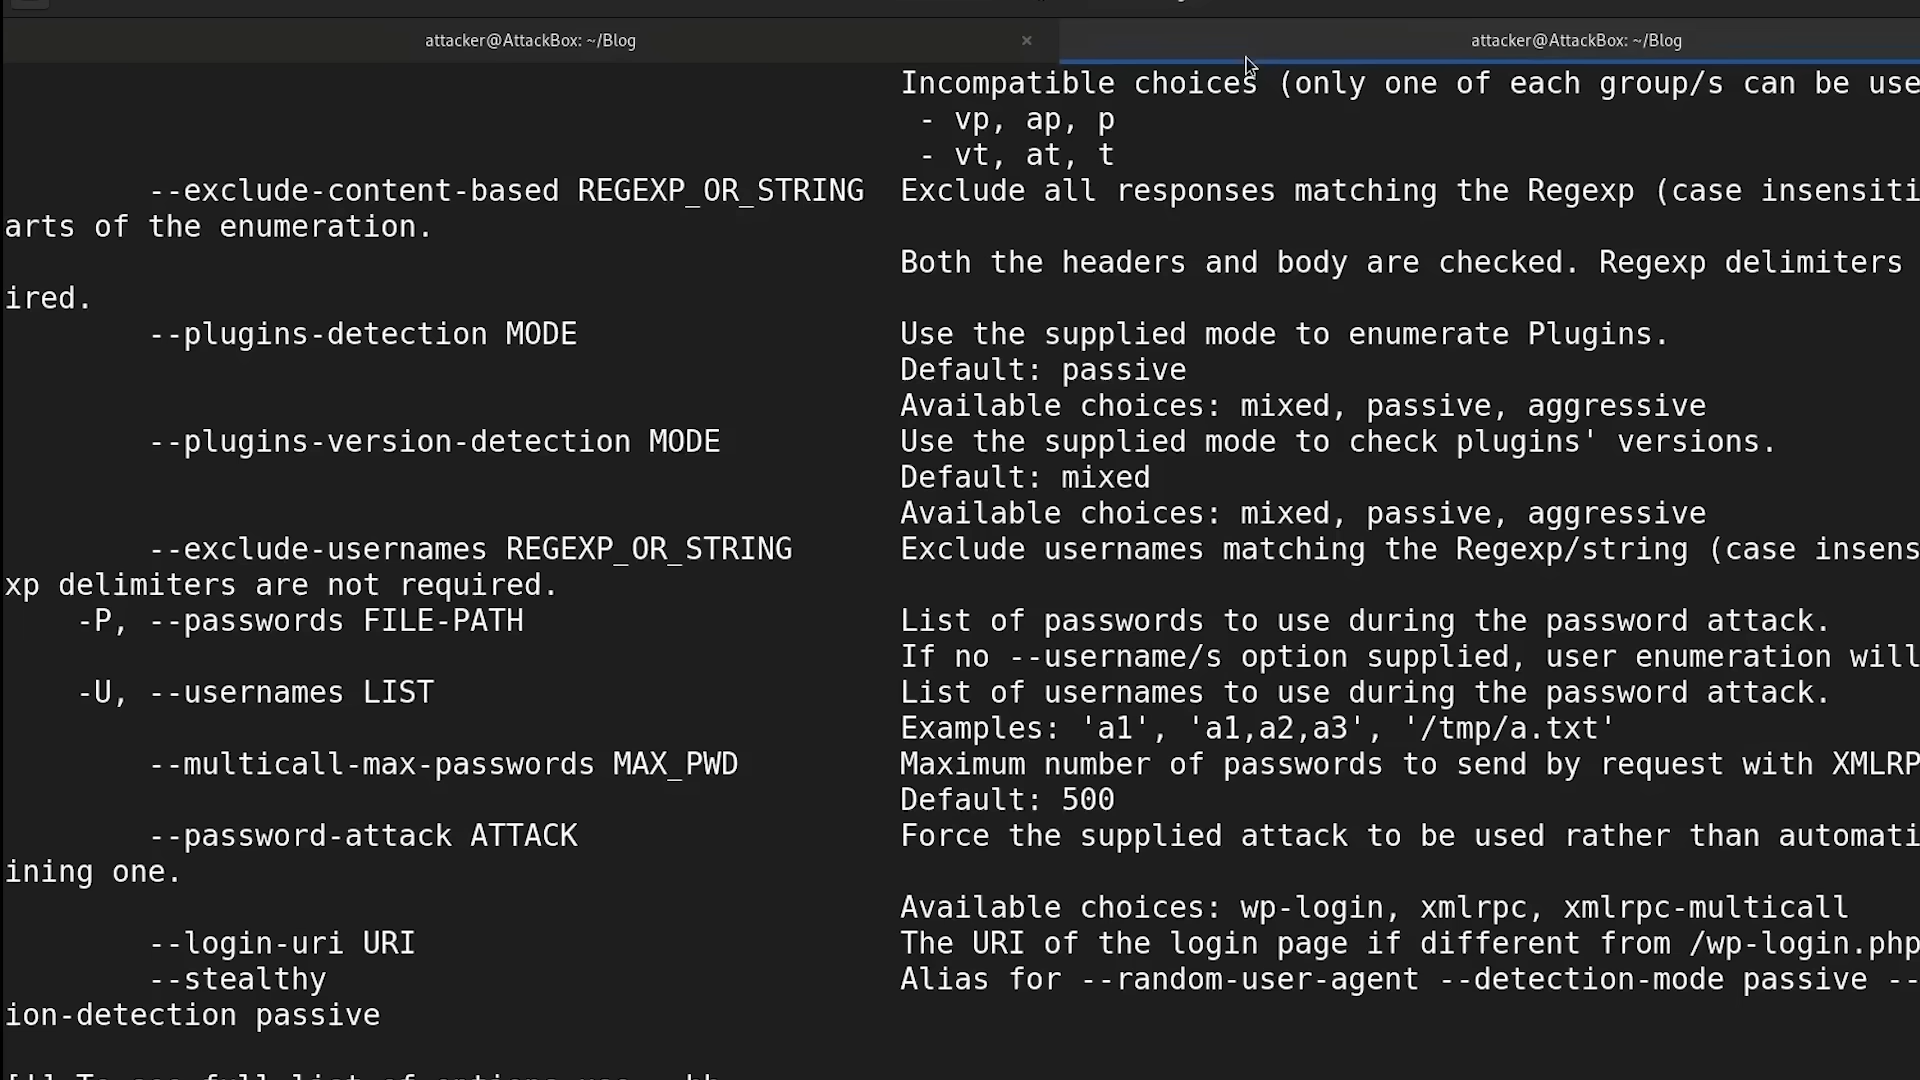 attacker@AttackBox: ~/Blog × attacker@AttackBox: ~/Blog
Incompatible choices (only one of each group/s can be use
- vp, ap, p
- vt, at, t
--exclude-content-based REGEXP_OR_STRING Exclude all responses matching the Regexp (case insensiti
arts of the enumeration.
Both the headers and body are checked. Regexp delimiters
ired.
--plugins-detection MODE Use the supplied mode to enumerate Plugins.
Default: passive
Available choices: mixed, passive, aggressive
--plugins-version-detection MODE Use the supplied mode to check plugins' versions.
Default: mixed
Available choices: mixed, passive, aggressive
--exclude-usernames REGEXP_OR_STRING Exclude usernames matching the Regexp/string (case insens
xp delimiters are not required.
-P, --passwords FILE-PATH List of passwords to use during the password attack.
If no --username/s option supplied, user enumeration will
-U, --usernames LIST List of usernames to use during the password attack.
Examples: 'a1', 'a1,a2,a3', '/tmp/a.txt'
--multicall-max-passwords MAX_PWD Maximum number of passwords to send by request with XMLRP
Default: 500
--password-attack ATTACK Force the supplied attack to be used rather than automati
ining one.
Available choices: wp-login, xmlrpc, xmlrpc-multicall
--login-uri URI The URI of the login page if different from /wp-login.php
--stealthy Alias for --random-user-agent --detection-mode passive --
ion-detection passive
[!] To see full list of options use --hh.